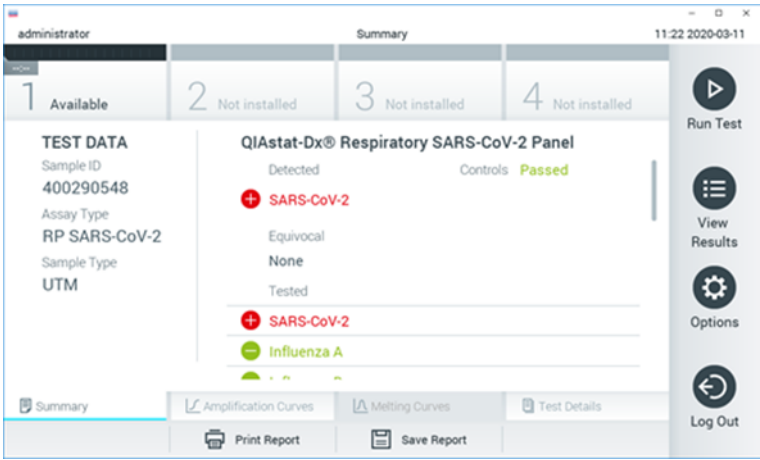 administrator
Summary
11:22 2020-03-11
1 Available
2 Not installed
3 Not installed
4 Not installed
Run Test
TEST DATA
Sample ID
400290548
Assay Type
RP SARS-CoV-2
Sample Type
UTM
QIAstat-Dx® Respiratory SARS-CoV-2 Panel
Detected
Controls Passed
SARS-CoV-2
Equivocal
None
Tested
SARS-CoV-2
Influenza A
View
Results
Options
Log Out
Summary
Amplification Curves
Melting Curves
Test Details
Print Report
Save Report